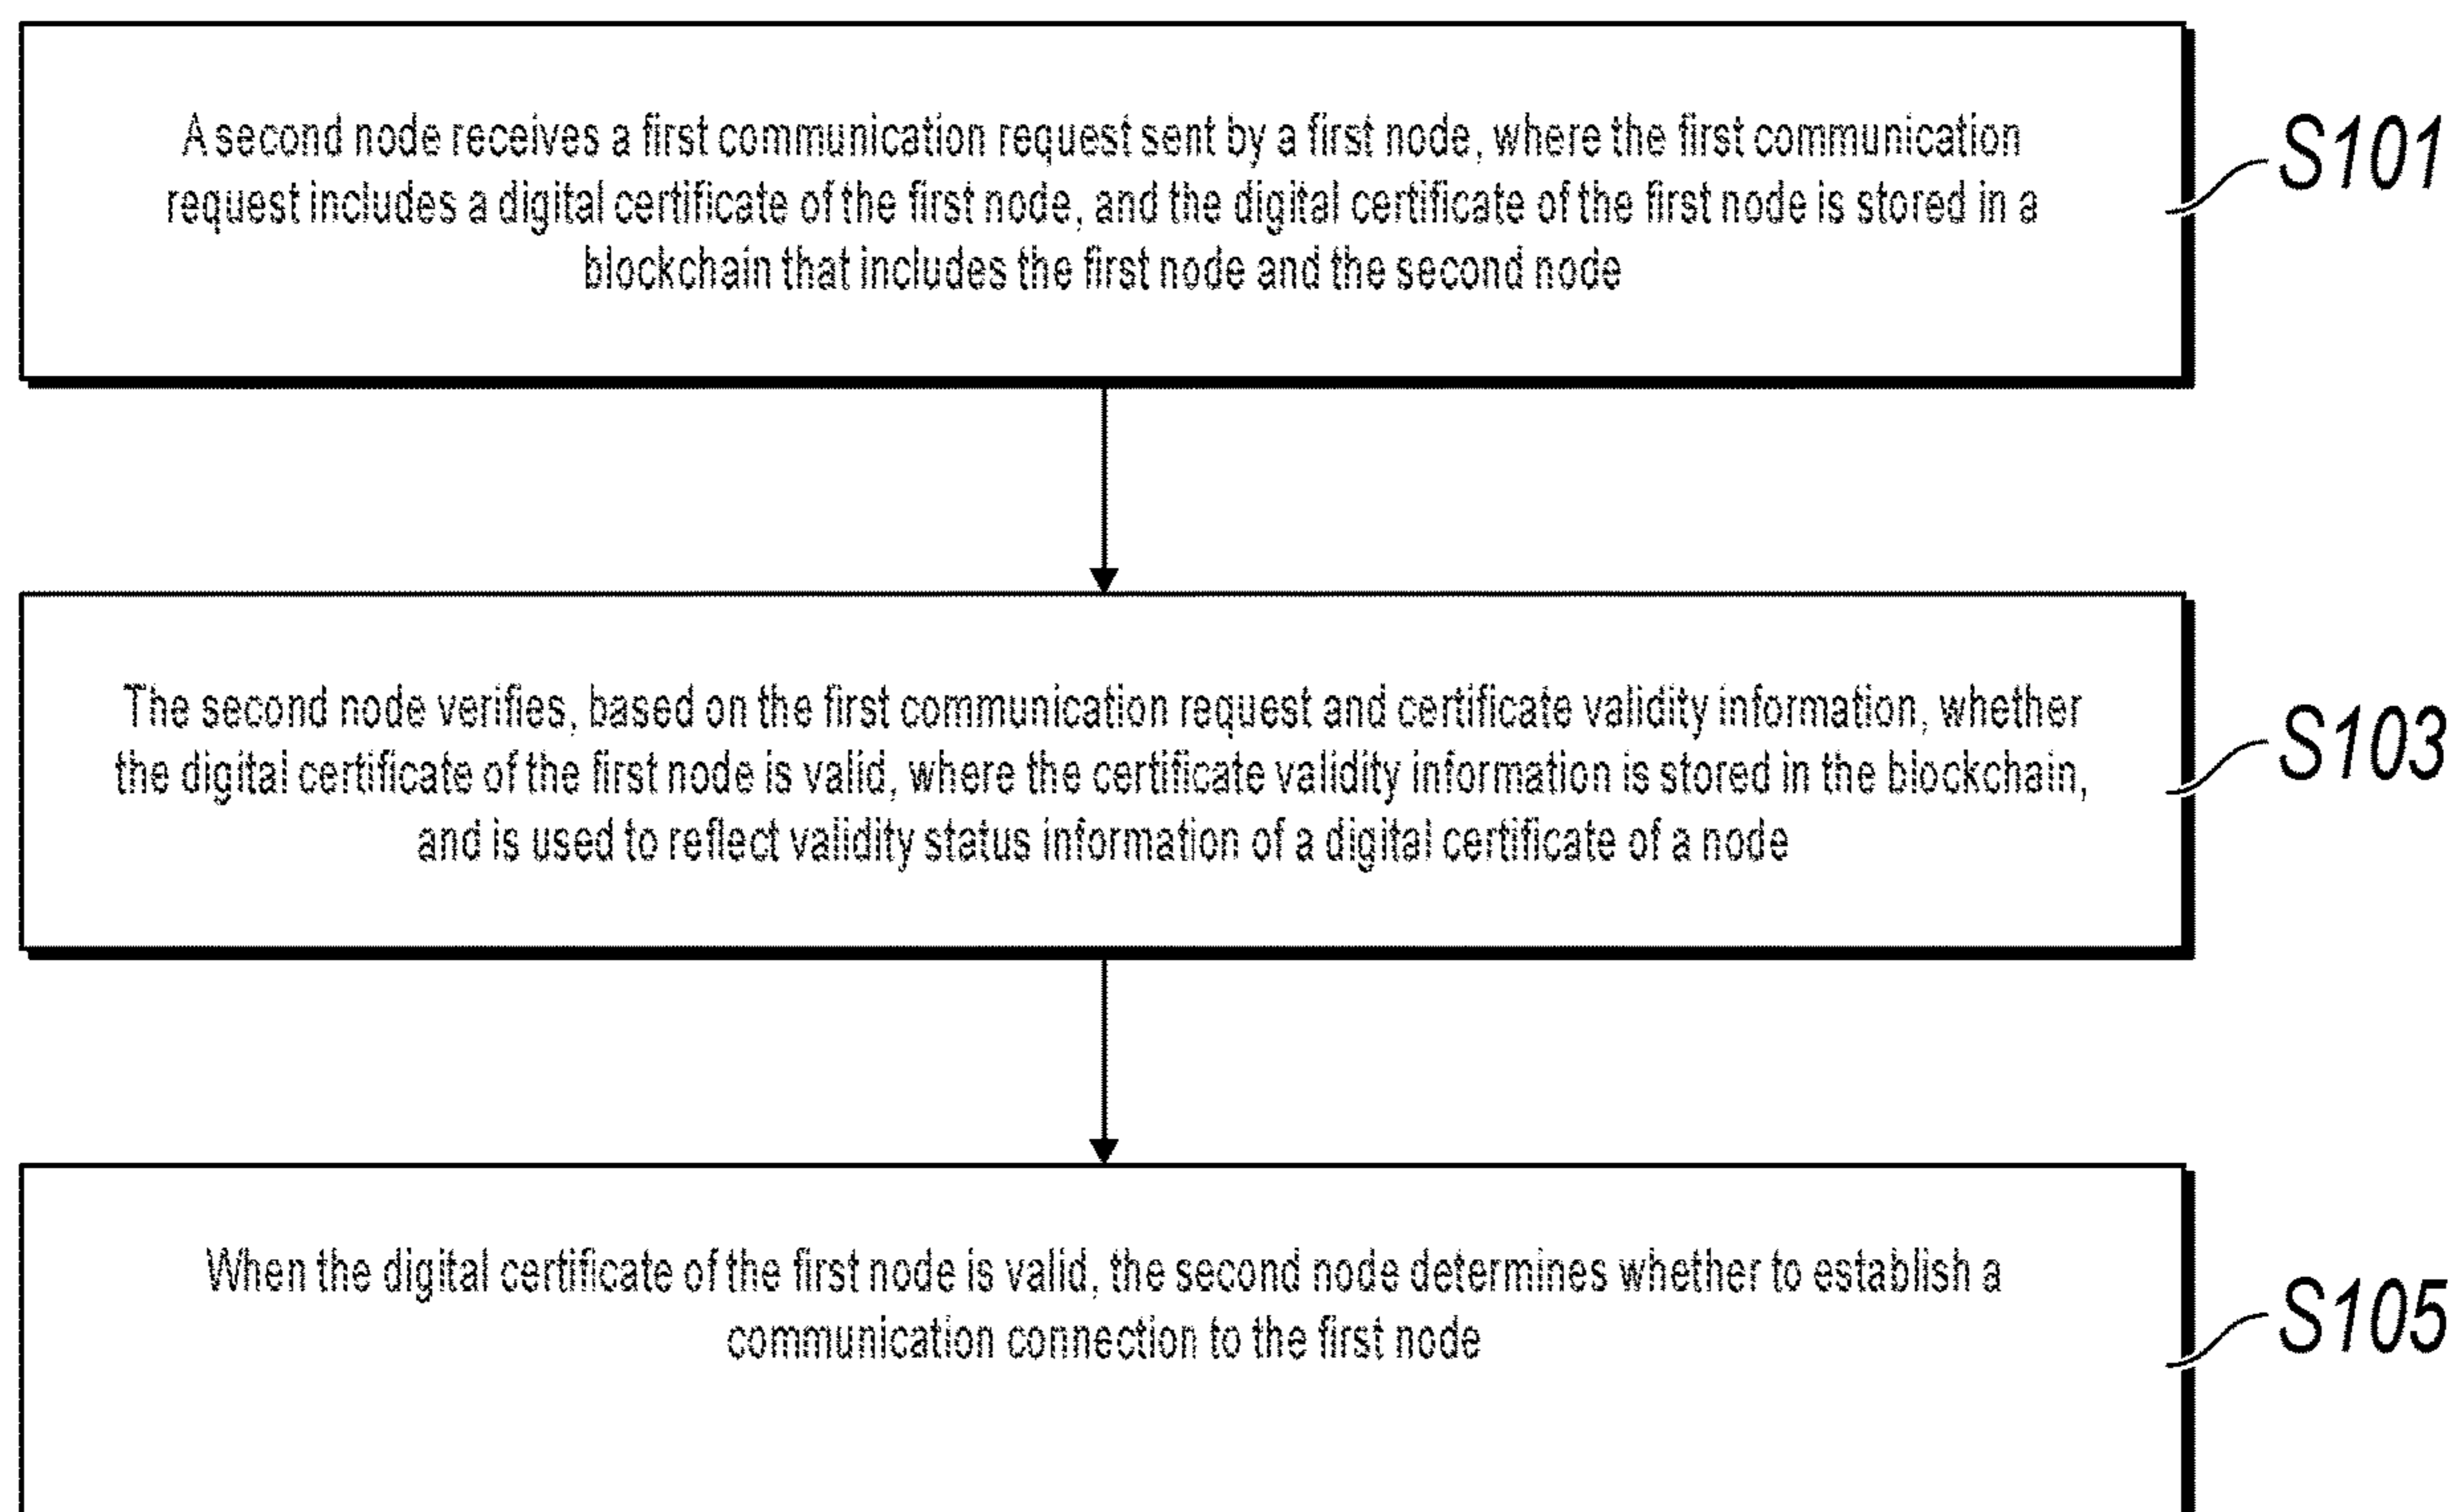 A second node receives a first communication request sent by a first node, where the first communication
request includes a digital certificate of the first node, and the digital certificate of the first node is stored in a
blockchain that includes the first node and the second node
S101
The second node verifies, based on the first communication request and certificate validity information, whether
the digital certificate of the first node is valid, where the certificate validity information is stored in the blockchain,
and is used to reflect validity status information of a digital certificate of a node
S103
When the digital certificate of the first node is valid, the second node determines whether to establish a
communication connection to the first node
S105